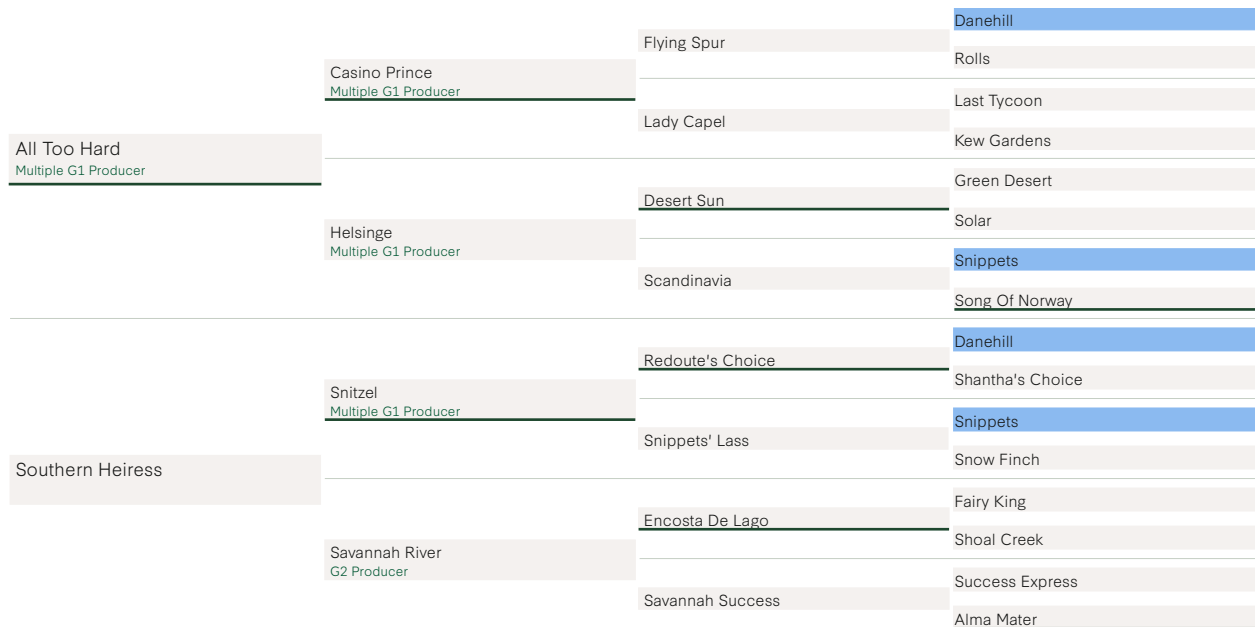 All Too Hard
Multiple G1 Producer
Southern Heiress
Casino Prince
Multiple G1 Producer
Helsinge
Multiple G1 Producer
Snitzel
Multiple G1 Producer
Savannah River
G2 Producer
Flying Spur
Lady Capel
Desert Sun
Scandinavia
Redoute's Choice
Snippets' Lass
Encosta De Lago
Savannah Success
Danehill
Rolls
Last Tycoon
Kew Gardens
Green Desert
Solar
Snippets
Song Of Norway
Danehill
Shantha's Choice
Snippets
Snow Finch
Fairy King
Shoal Creek
Success Express
Alma Mater